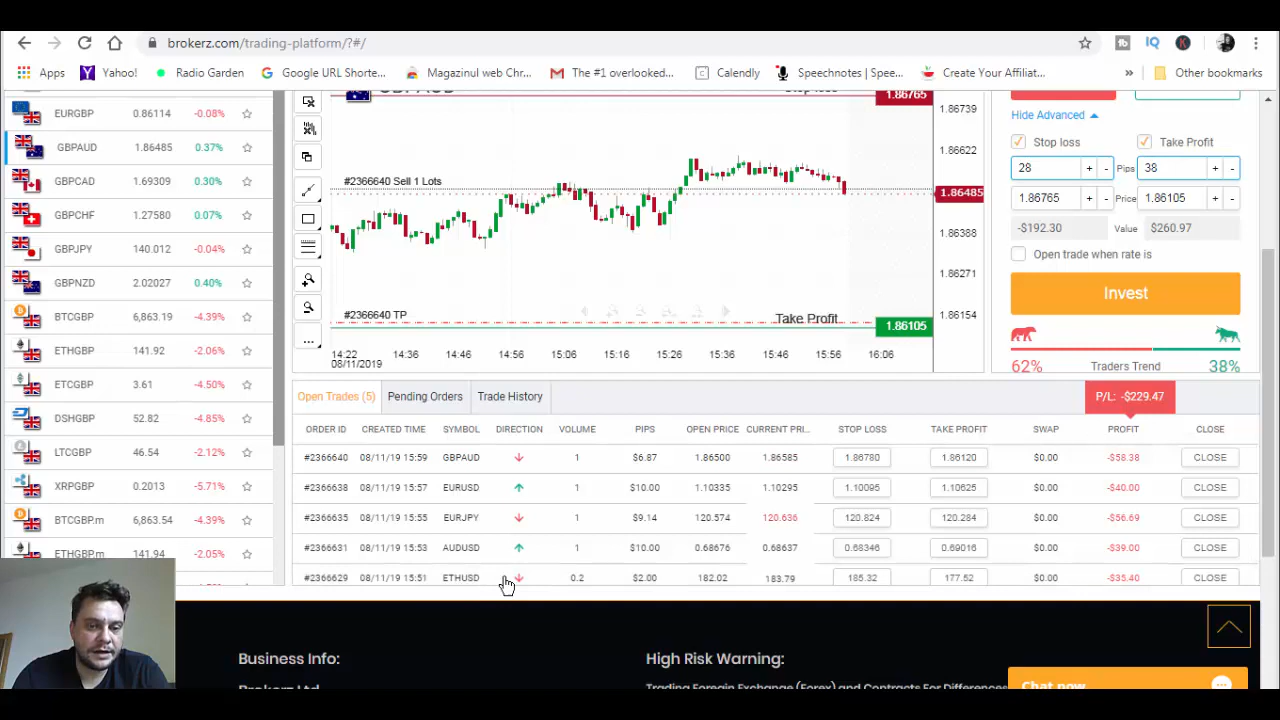 brokerz.com/trading-platform/?#/
Apps Yahoo! Radio Garden Google URL Shorte... Magazinul web Chr... The #1 overlooked... Calendly Speechnotes | Spee... Create Your Affiliat... » Other bookmarks
EURGBP 0.86114 -0.08%
GBPAUD 1.86485 0.37%
GBPCAD 1.69309 0.30%
GBPCHF 1.27580 0.07%
GBPJPY 140.012 -0.04%
GBPNZD 2.02027 0.40%
BTCGBP 6,863.19 -4.39%
ETHGBP 141.92 -2.06%
ETCGBP 3.61 -4.50%
DSHGBP 52.82 -4.85%
LTCGBP 46.54 -2.12%
XRPGBP 0.2013 -5.71%
BTCGBP.m 6,863.54 -4.39%
ETHGBP.m 141.94 -2.05%
GBPAUD
Stop loss
1.86765
1.86739
1.86622
#2366640 Sell 1 Lots
1.86485
1.86388
1.86271
#2366640 TP
1.86154
Take Profit
1.86105
14:22 14:36 14:46 14:56 15:06 15:16 15:26 15:36 15:46 15:56 16:06
08/11/2019
Hide Advanced
Stop loss Take Profit
28 + - Pips 38 + -
1.86765 + - Price 1.86105 + -
-$192.30 Value $260.97
Open trade when rate is
Invest
62% Traders Trend 38%
Open Trades (5) Pending Orders Trade History P/L: -$229.47
ORDER ID CREATED TIME SYMBOL DIRECTION VOLUME PIPS OPEN PRICE CURRENT PRI... STOP LOSS TAKE PROFIT SWAP PROFIT CLOSE
#2366640 08/11/19 15:59 GBPAUD 1 $6.87 1.86500 1.86585 1.86780 1.86120 $0.00 -$58.38 CLOSE
#2366638 08/11/19 15:57 EURUSD 1 $10.00 1.10335 1.10295 1.10095 1.10625 $0.00 -$40.00 CLOSE
#2366635 08/11/19 15:55 EURJPY 1 $9.14 120.574 120.636 120.824 120.284 $0.00 -$56.69 CLOSE
#2366631 08/11/19 15:53 AUDUSD 1 $10.00 0.68676 0.68637 0.68346 0.69016 $0.00 -$39.00 CLOSE
#2366629 08/11/19 15:51 ETHUSD 0.2 $2.00 182.02 183.79 185.32 177.52 $0.00 -$35.40 CLOSE
Business Info:
High Risk Warning:
Brokerz Ltd
Trading Foreign Exchange (Forex) and Contracts For Differences
Chat now